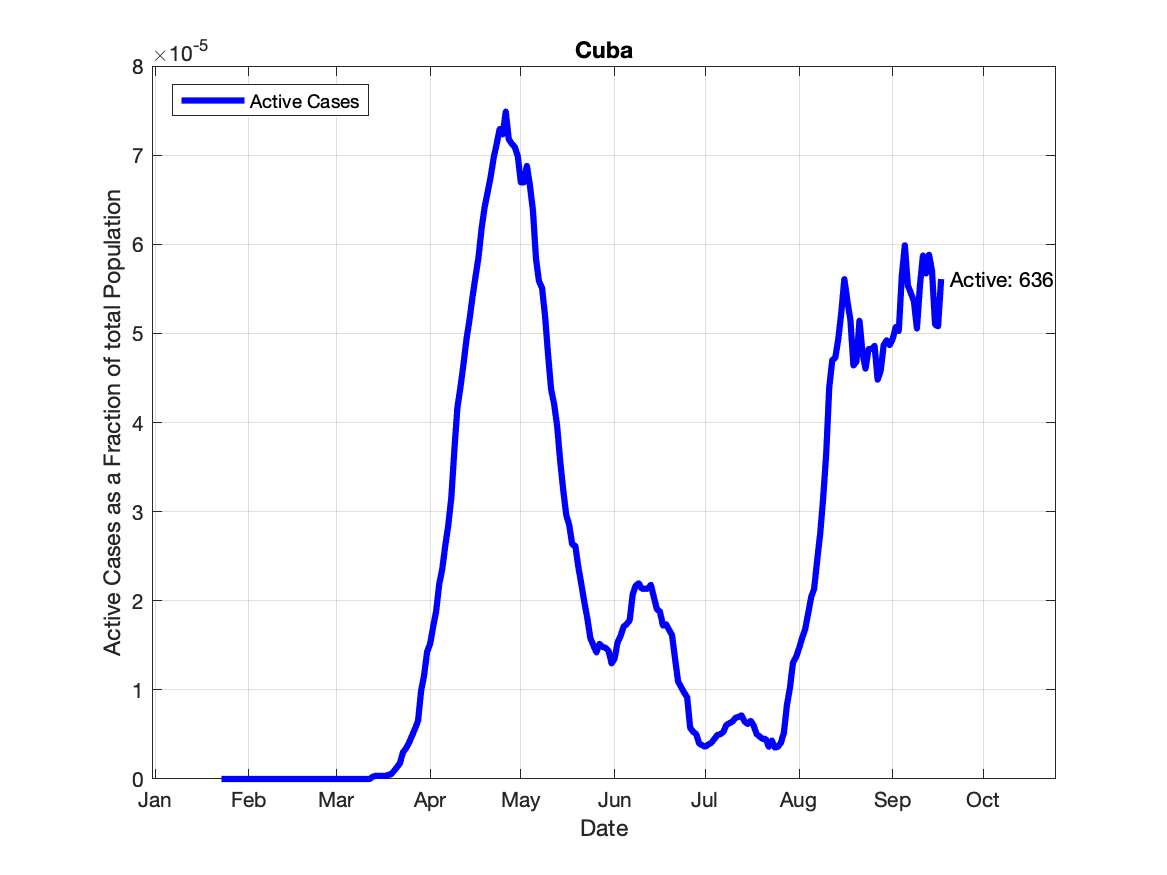 Cuba
×10-5
Active Cases
8
7
6
5
4
3
2
1
0
Active Cases as a Fraction of total Population
Active: 636
Jan Feb Mar Apr May Jun Jul Aug Sep Oct
Date